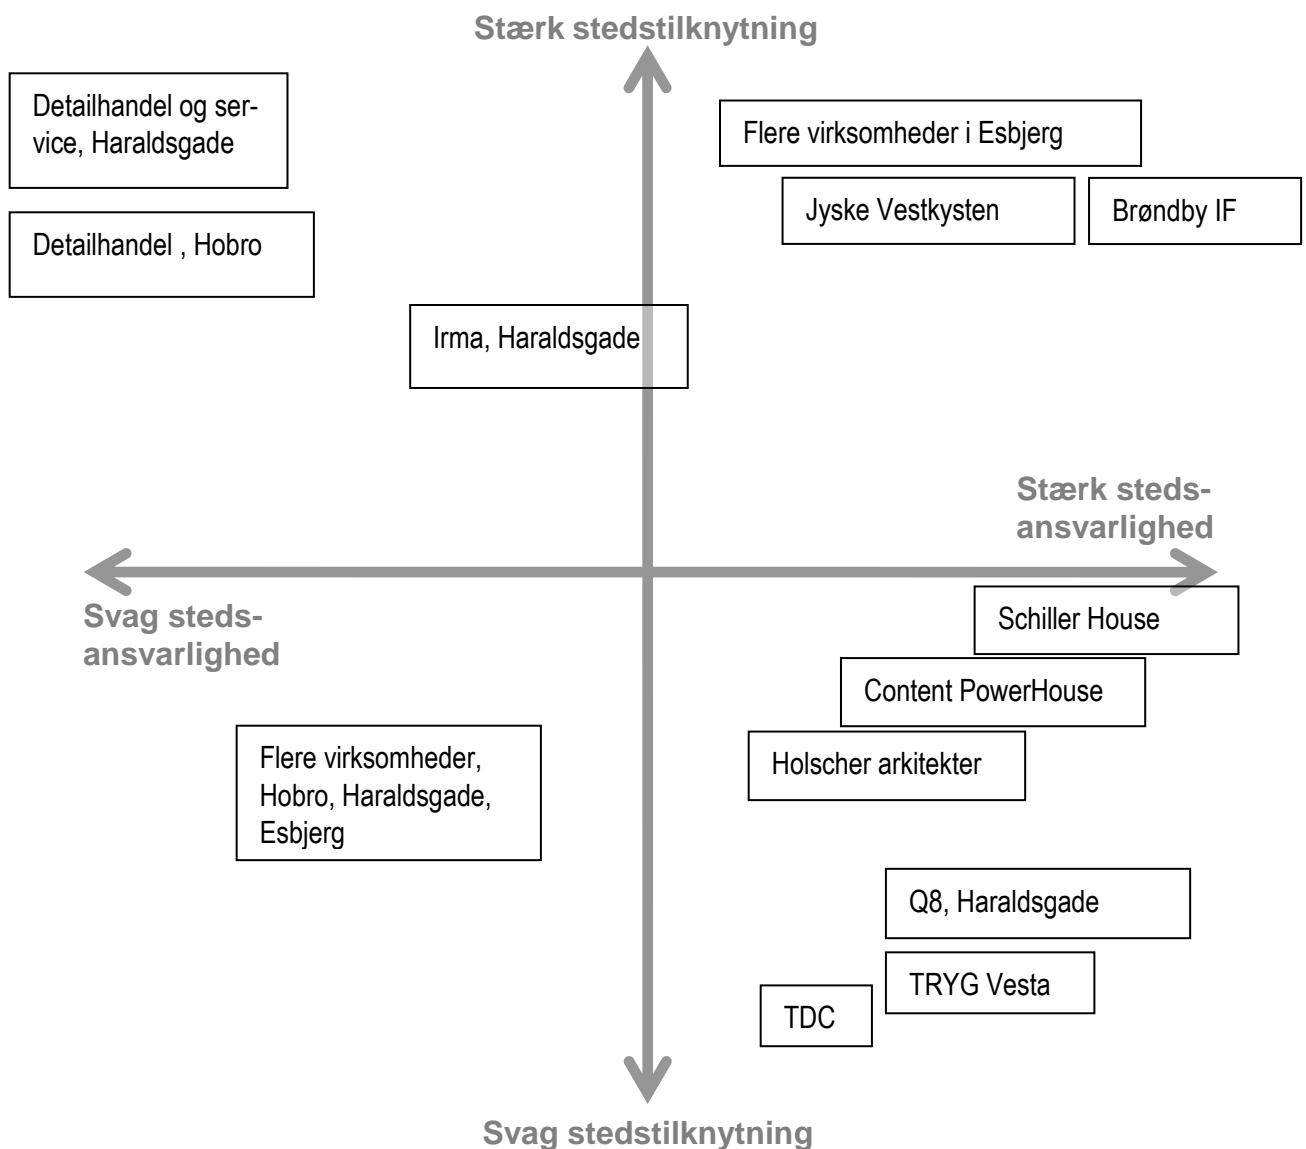 Stærk stedstilknytning
Detailhandel og ser-
vice, Haraldsgade
Flere virksomheder i Esbjerg
Jyske Vestkysten
Brøndby IF
Detailhandel , Hobro
Irma, Haraldsgade
Stærk steds-
ansvarlighed
Svag steds-
ansvarlighed
Schiller House
Content PowerHouse
Holscher arkitekter
Flere virksomheder,
Hobro, Haraldsgade,
Esbjerg
Q8, Haraldsgade
TRYG Vesta
TDC
Svag stedstilknytning